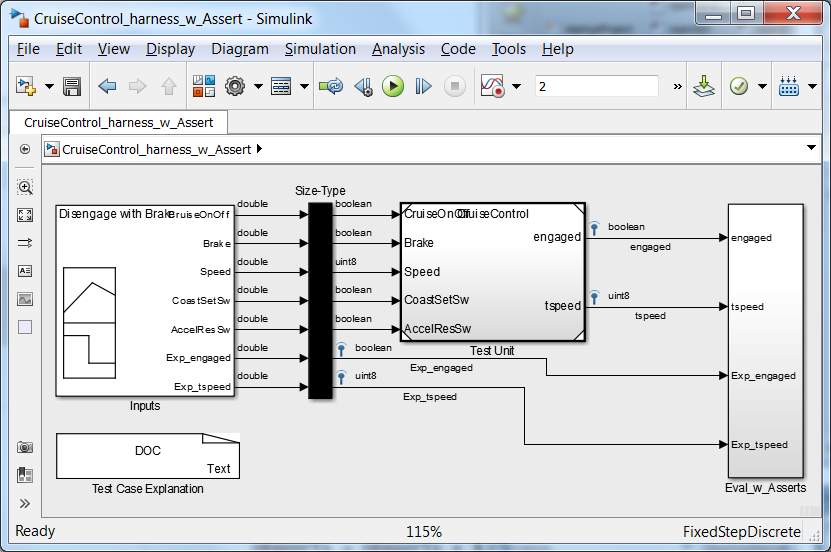 CruiseControl_harness_w_Assert - Simulink
File Edit View Display Diagram Simulation Analysis Code Tools Help
2
»
CruiseControl_harness_w_Assert
CruiseControl_harness_w_Assert
Size-Type
Disengage with Brake
CruiseOnOff
double
boolean
CruiseOnOff
CruiseControl
Brake
double
boolean
Brake
engaged
boolean
engaged
engaged
Speed
double
uint8
Speed
CoastSetSw
double
boolean
CoastSetSw
tspeed
uint8
tspeed
tspeed
AccelResSw
double
boolean
AccelResSw
Test Unit
Exp_engaged
double
boolean
Exp_engaged
Exp_engaged
Exp_tspeed
double
uint8
Exp_tspeed
Exp_tspeed
Inputs
DOC
Text
Test Case Explanation
Eval_w_Asserts
»
Ready 115% FixedStepDiscrete